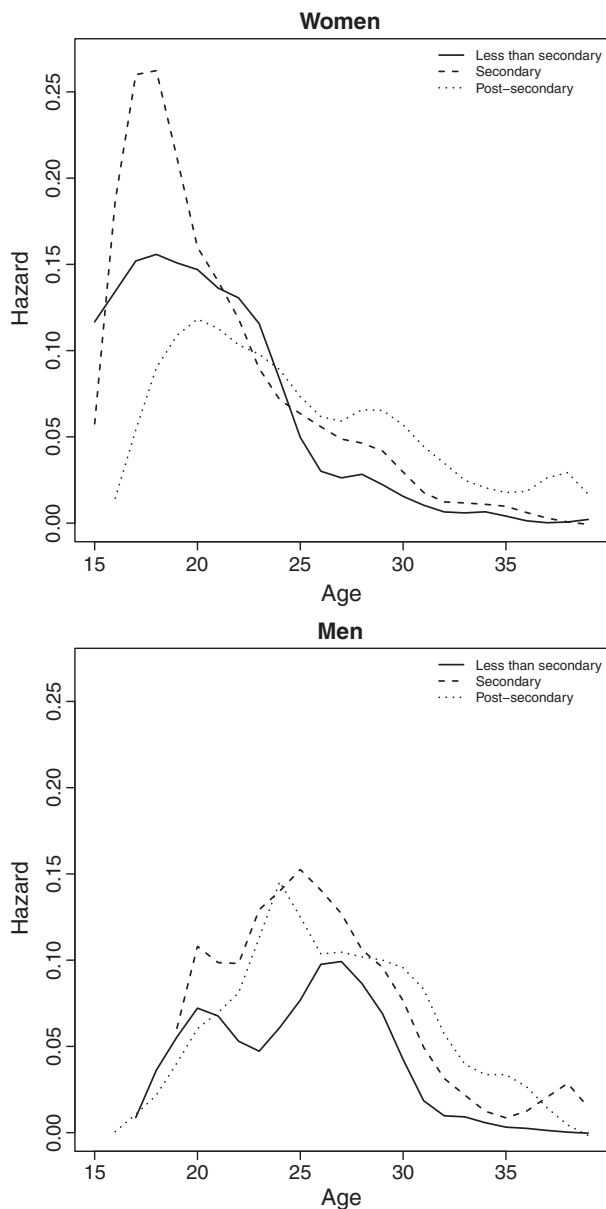 Women
Less than secondary
Secondary
Post-secondary
0.25
0.20
0.15
0.10
0.05
0.00
Hazard
15 20 25 30 35
Age
Men
Less than secondary
Secondary
Post-secondary
0.25
0.20
0.15
0.10
0.05
0.00
Hazard
15 20 25 30 35
Age